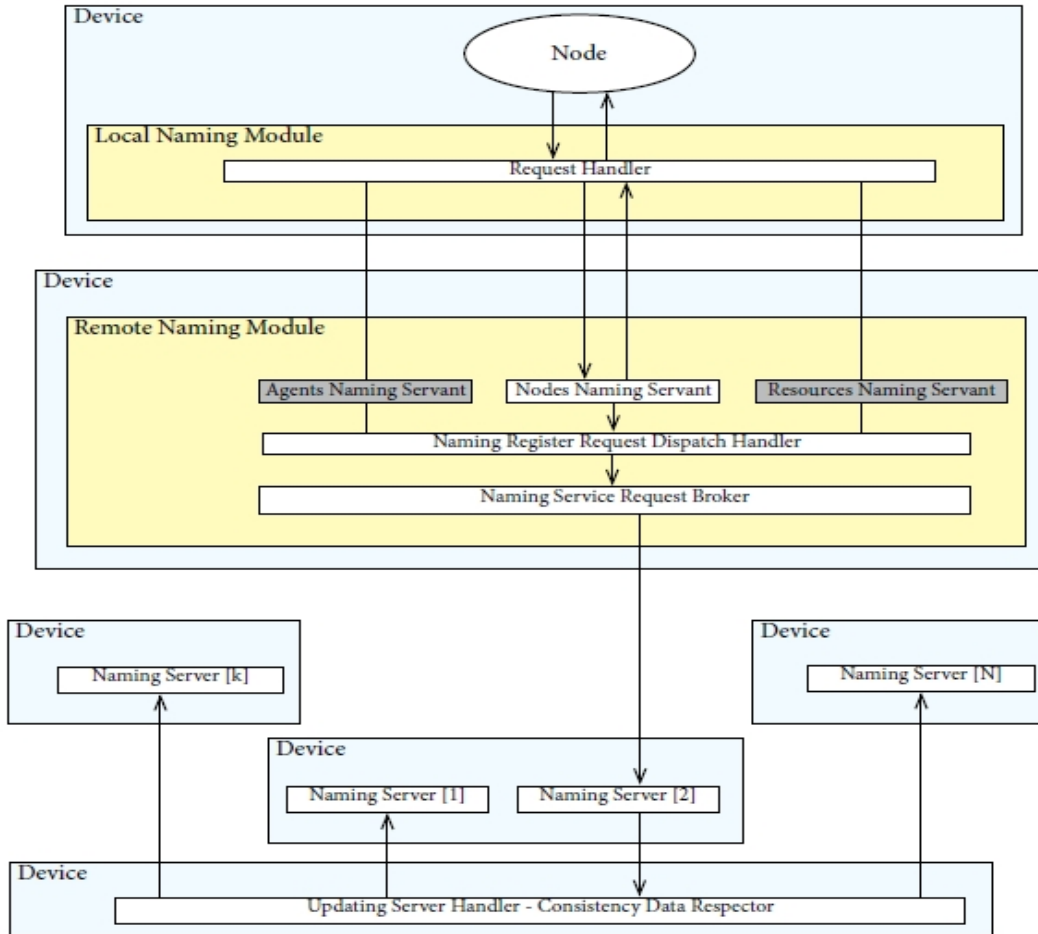 Device
Node
Local Naming Module
Request Handler
Device
Remote Naming Module
Agents Naming Servant
Nodes Naming Servant
Resources Naming Servant
Naming Register Request Dispatch Handler
Naming Service Request Broker
Device
Naming Server [k]
Device
Naming Server [N]
Device
Naming Server [1]
Naming Server [2]
Device
Updating Server Handler - Consistency Data Respector